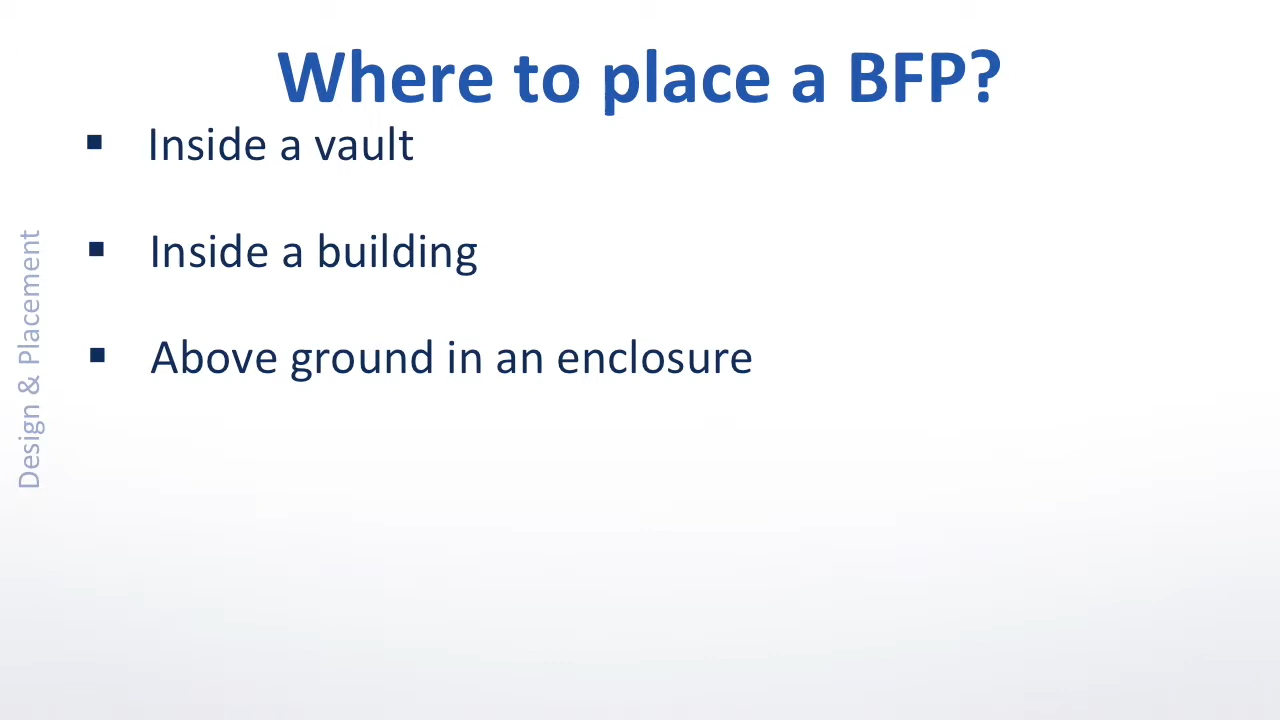 Where to place a BFP?
▪ Inside a vault
▪ Inside a building
▪ Above ground in an enclosure
Design & Placement